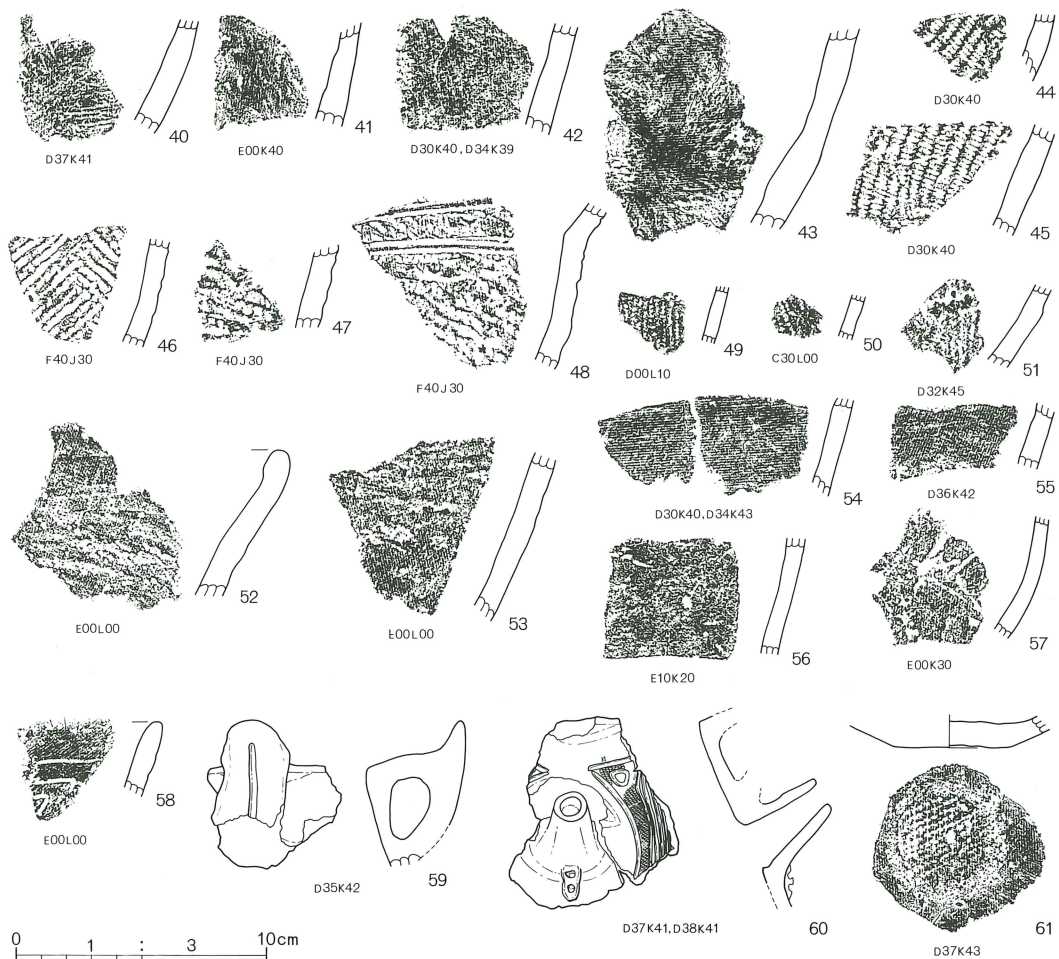 40
D37K41
41
E00K40
42
D30K40,D34K39
43
44
D30K40
45
D30K40
46
F40J30
47
F40J30
48
F40J30
49
D00L10
50
C30L00
51
D32K45
52
E00L00
53
E00L00
54
D30K40,D34K43
55
D36K42
56
E10K20
57
E00K30
58
E00L00
59
D35K42
60
D37K41,D38K41
61
D37K43
0 1 : 3 10cm